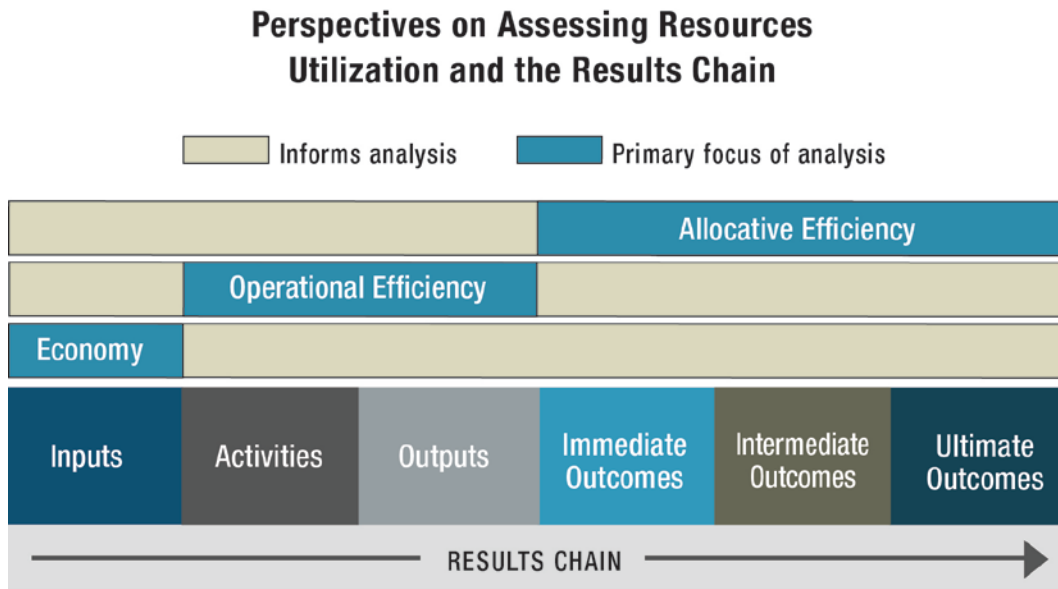 Perspectives on Assessing Resources
Utilization and the Results Chain
Informs analysis
Primary focus of analysis
Allocative Efficiency
Operational Efficiency
Economy
Inputs
Activities
Outputs
Immediate
Outcomes
Intermediate
Outcomes
Ultimate
Outcomes
RESULTS CHAIN